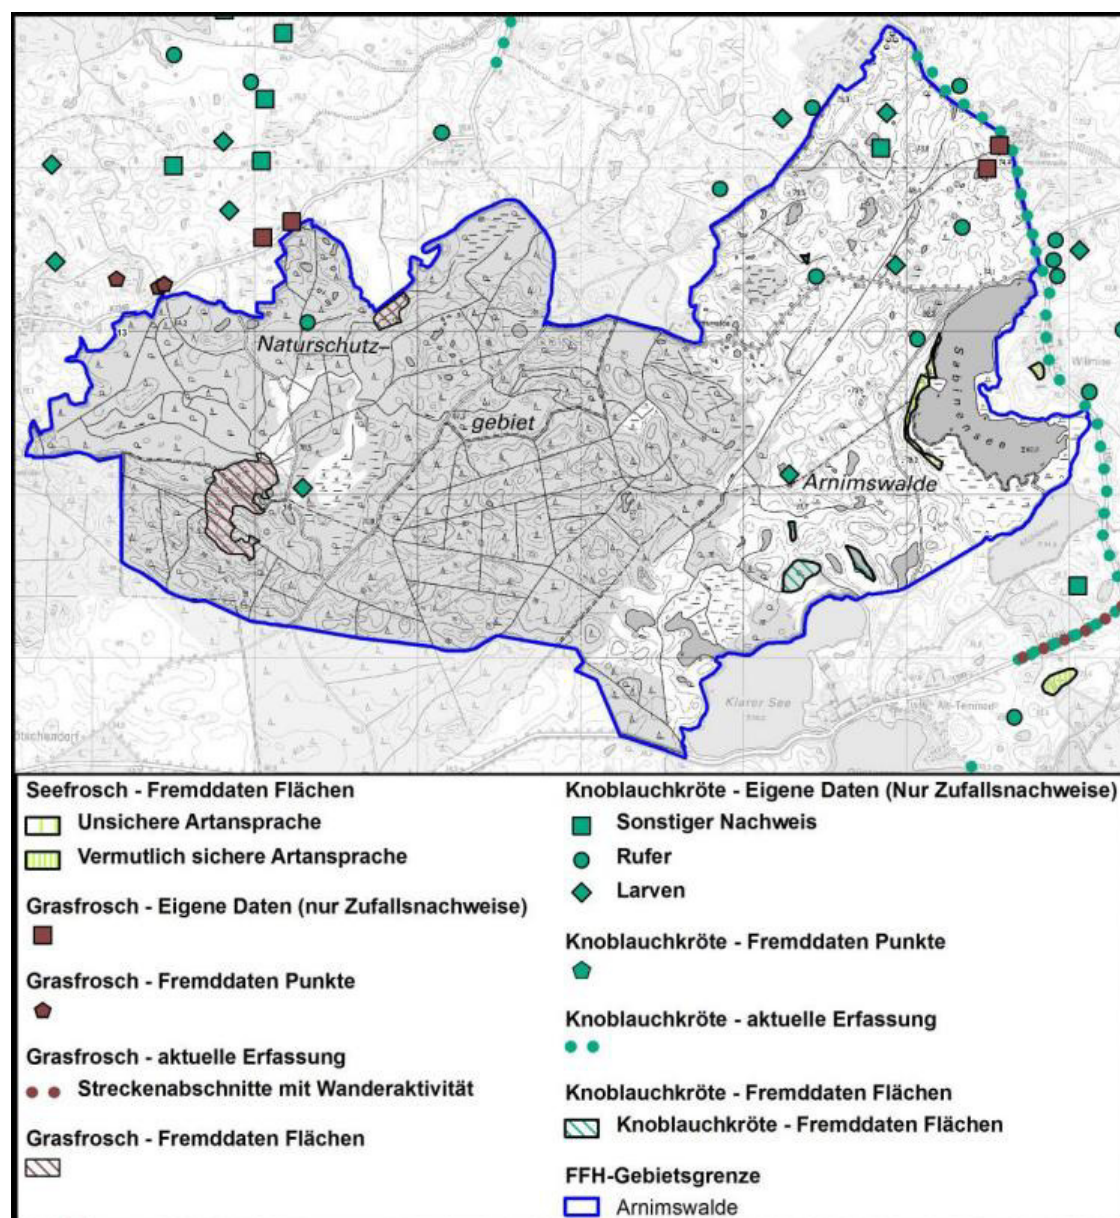 Naturschutz-
gebiet
Sabinensee
Arnimswalde
Klarer See
Seefrosch - Fremddaten Flächen
Unsichere Artansprache
Vermutlich sichere Artansprache
Grasfrosch - Eigene Daten (nur Zufallsnachweise)
Grasfrosch - Fremddaten Punkte
Grasfrosch - aktuelle Erfassung
Streckenabschnitte mit Wanderaktivität
Grasfrosch - Fremddaten Flächen
Knoblauchkröte - Eigene Daten (Nur Zufallsnachweis)
Sonstiger Nachweis
Rufer
Larven
Knoblauchkröte - Fremddaten Punkte
Knoblauchkröte - aktuelle Erfassung
Knoblauchkröte - Fremddaten Flächen
Knoblauchkröte - Fremddaten Flächen
FFH-Gebietsgrenze
Arnimswalde